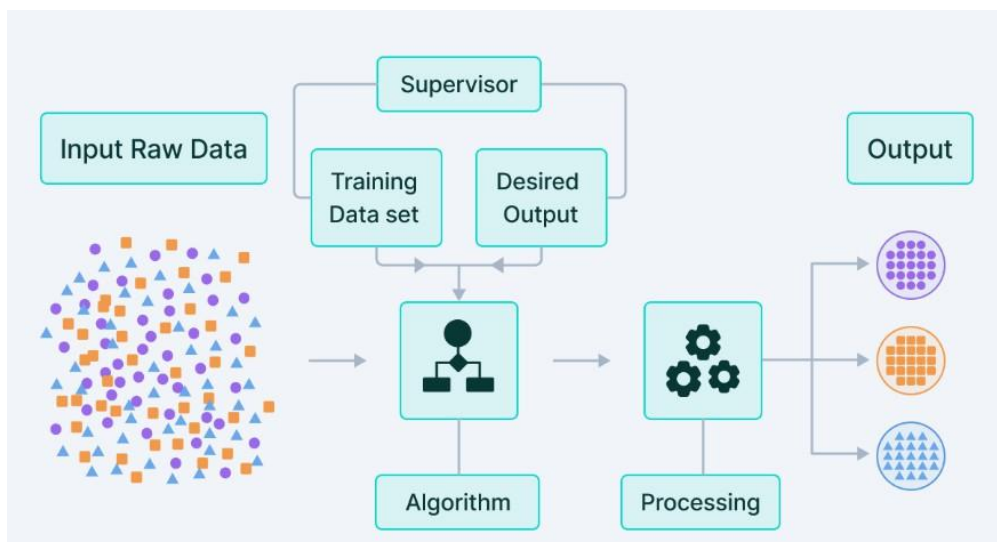 Supervisor
Input Raw Data
Training
Data set
Desired
Output
Output
Algorithm
Processing